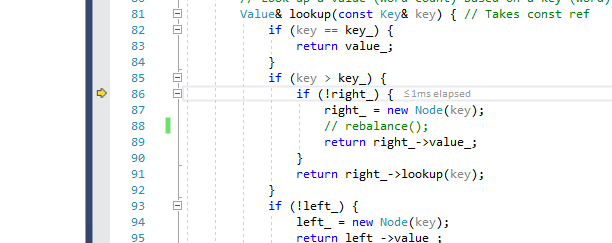 80 // Look up a value (word count) based on a key (word)
81 Value& lookup(const Key& key) { // Takes const ref
82 if (key == key_) {
83 return value_;
84 }
85 if (key > key_) {
86 if (!right_) { ≤1ms elapsed
87 right_ = new Node(key);
88 // rebalance();
89 return right_->value_;
90 }
91 return right_->lookup(key);
92 }
93 if (!left_) {
94 left_ = new Node(key);
95 return left_->value_;